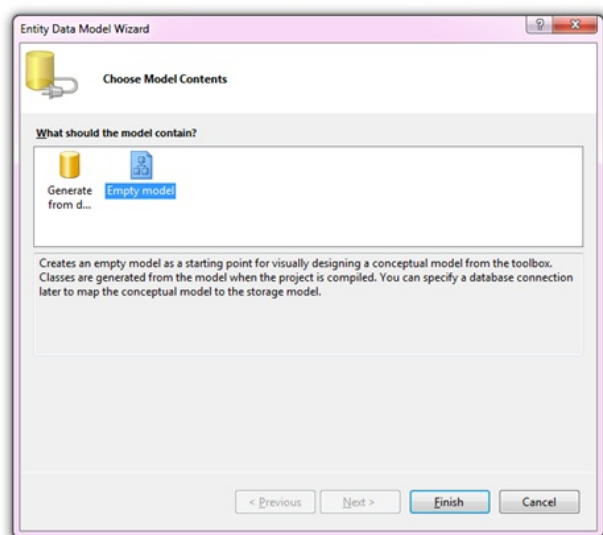 Entity Data Model Wizard
Choose Model Contents
What should the model contain?
Generate
from d...
Empty model
Creates an empty model as a starting point for visually designing a conceptual model from the toolbox.
Classes are generated from the model when the project is compiled. You can specify a database connection
later to map the conceptual model to the storage model.
< Previous
Next >
Finish
Cancel